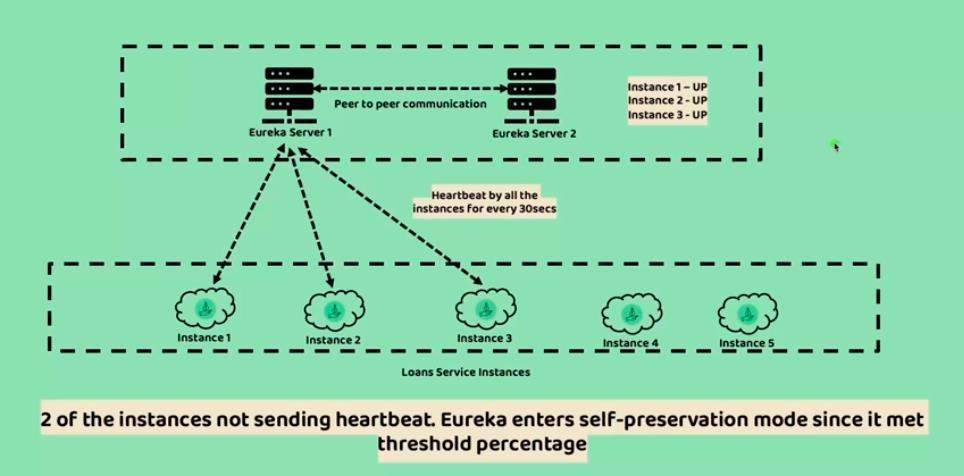 Peer to peer communication
Eureka Server 1
Eureka Server 2
Instance 1 – UP
Instance 2 - UP
Instance 3 - UP
Heartbeat by all the
instances for every 30secs
Instance 1
Instance 2
Instance 3
Instance 4
Instance 5
Loans Service Instances
2 of the instances not sending heartbeat. Eureka enters self-preservation mode since it met
threshold percentage